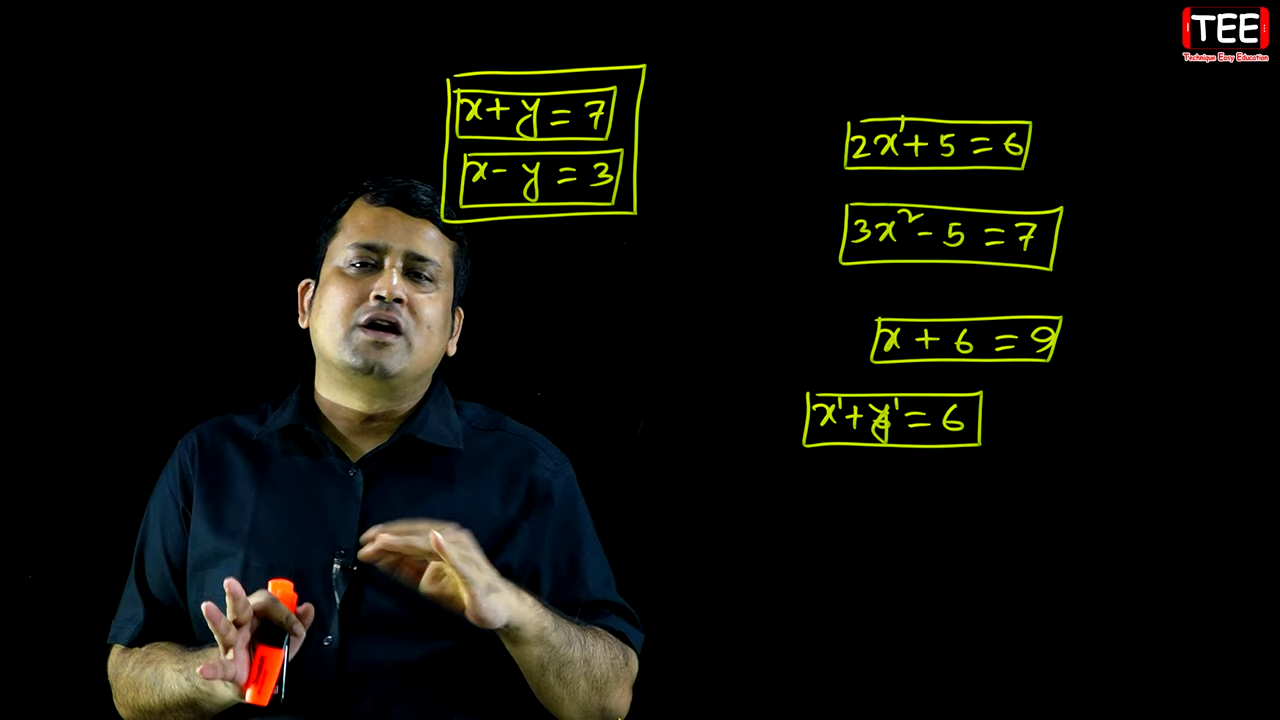 TEE
Technique Easy Education
x + y = 7
x - y = 3
2x¹ + 5 = 6
3x² - 5 = 7
x + 6 = 9
x¹ + y¹ = 6